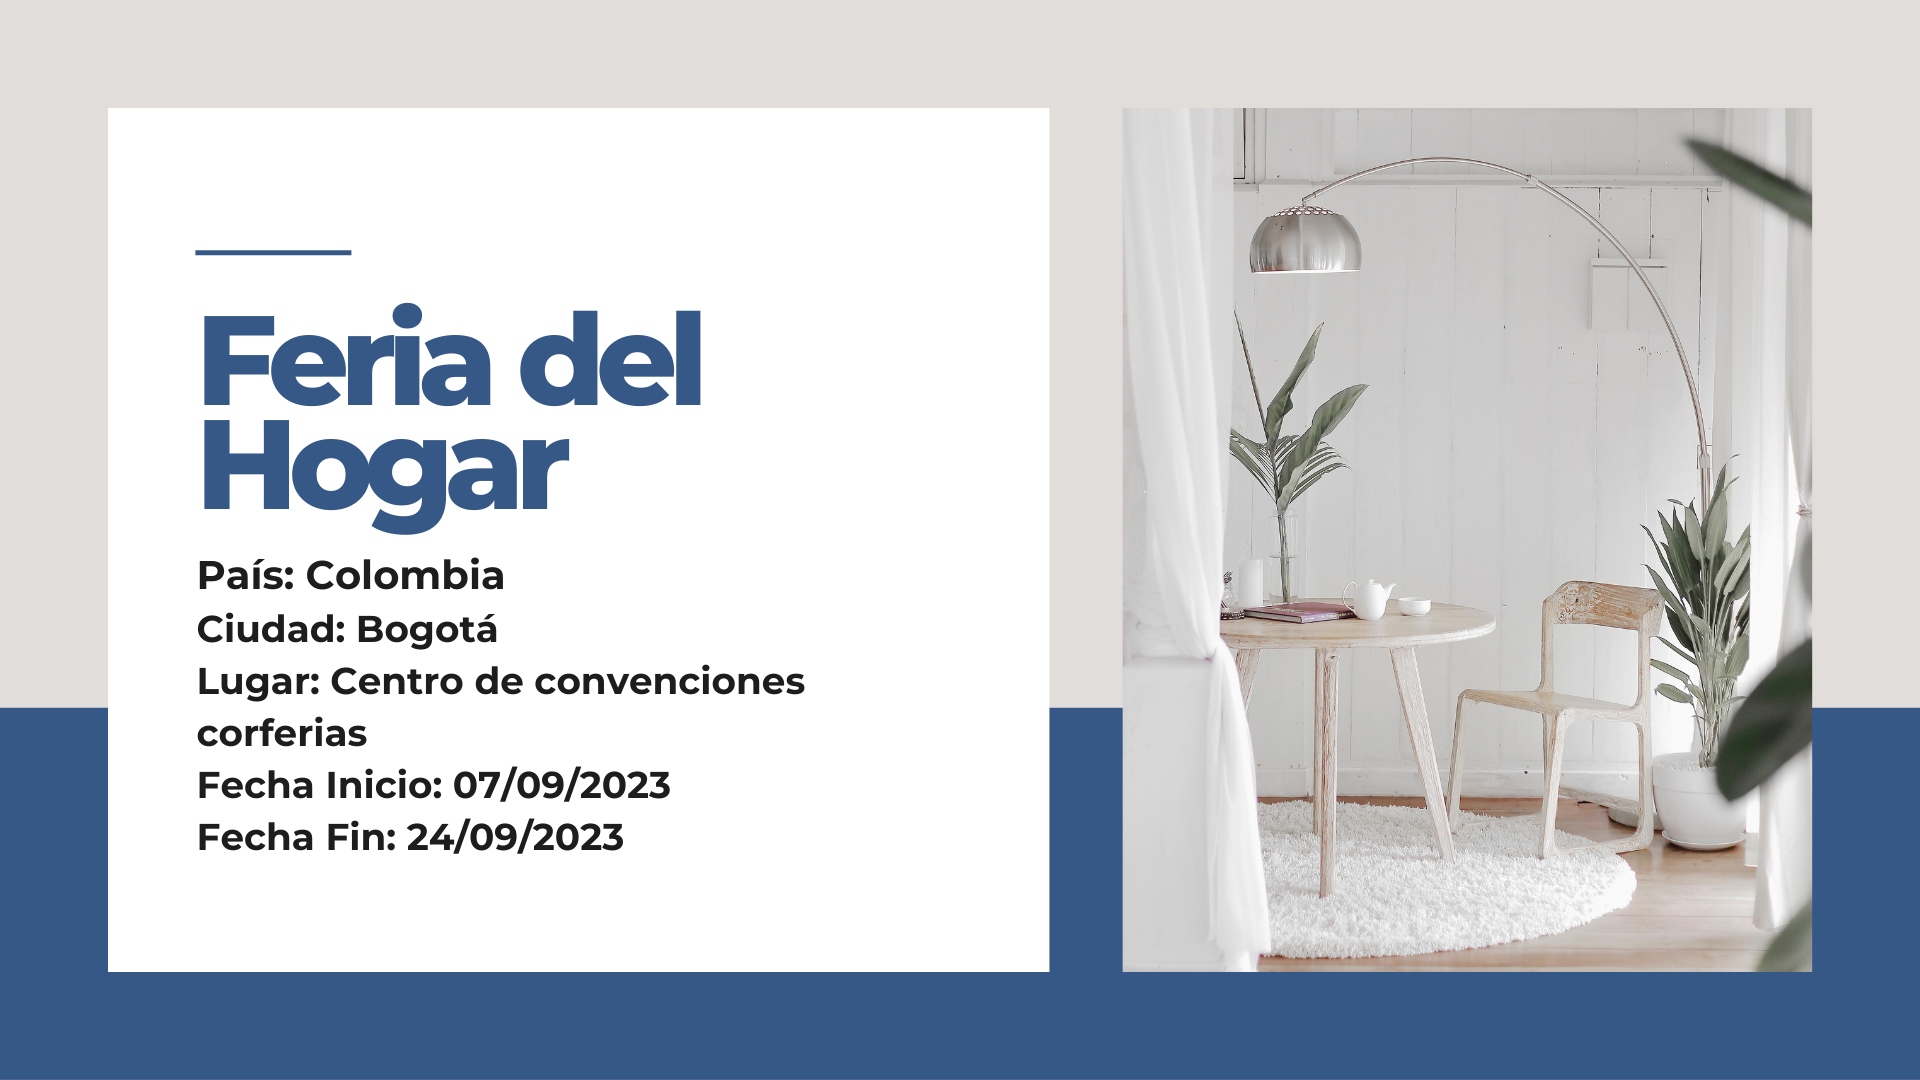 Feria del
Hogar
País: Colombia
Ciudad: Bogotá
Lugar: Centro de convenciones
corferias
Fecha Inicio: 07/09/2023
Fecha Fin: 24/09/2023